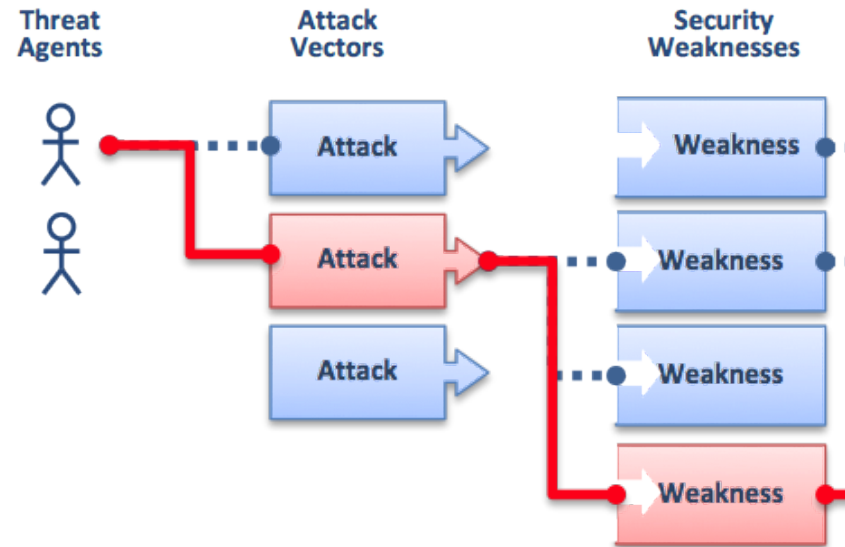 Threat
Agents
Attack
Vectors
Security
Weaknesses
Attack
Weakness
Attack
Weakness
Attack
Weakness
Weakness